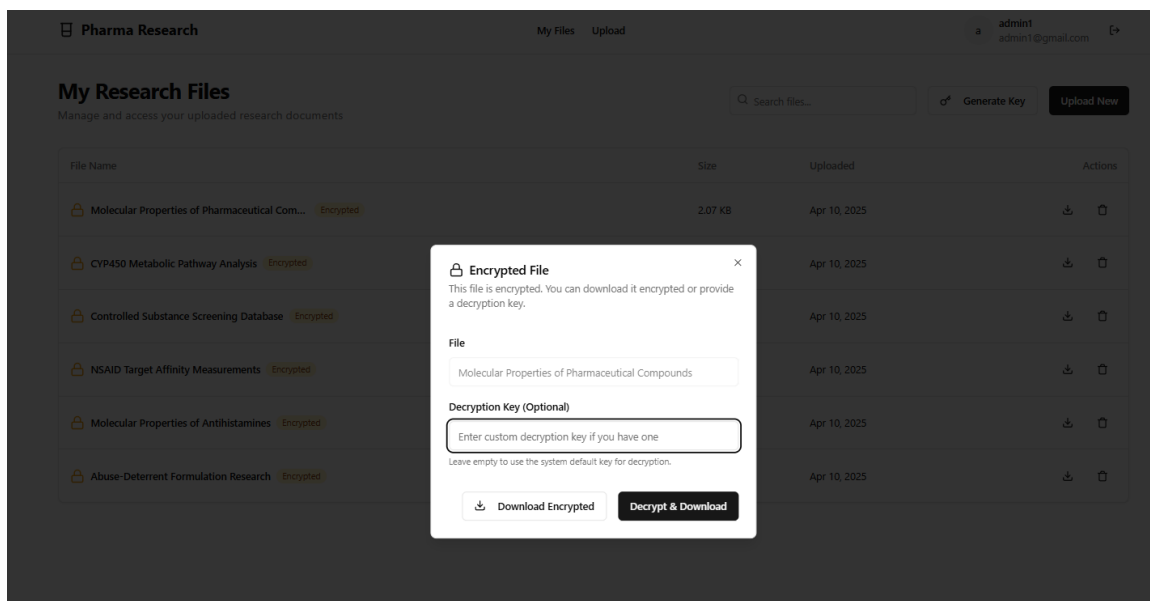 Pharma Research
My Files Upload
a
admin1
admin1@gmail.com
My Research Files
Manage and access your uploaded research documents
Search files...
Generate Key
Upload New
File Name Size Uploaded Actions
Molecular Properties of Pharmaceutical Com... Encrypted 2.07 KB Apr 10, 2025
CYP450 Metabolic Pathway Analysis Encrypted Apr 10, 2025
Controlled Substance Screening Database Encrypted Apr 10, 2025
NSAID Target Affinity Measurements Encrypted Apr 10, 2025
Molecular Properties of Antihistamines Encrypted Apr 10, 2025
Abuse-Deterrent Formulation Research Encrypted Apr 10, 2025
Encrypted File
This file is encrypted. You can download it encrypted or provide
a decryption key.
File
Molecular Properties of Pharmaceutical Compounds
Decryption Key (Optional)
Enter custom decryption key if you have one
Leave empty to use the system default key for decryption.
Download Encrypted
Decrypt & Download